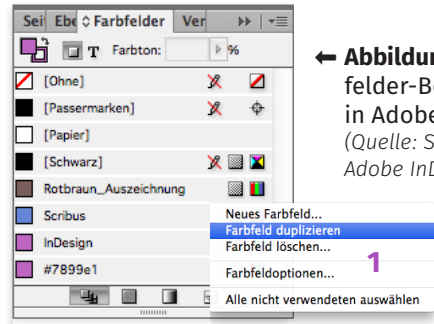 Sei Ebe Farbfelder Ver
T Farbton: %
[Ohne]
[Passermarken]
[Papier]
[Schwarz]
Rotbraun_Auszeichnung
Scribus
InDesign
#7899e1
Neues Farbfeld...
Farbfeld duplizieren
Farbfeld löschen...
Farbfeldoptionen...
Alle nicht verwendeten auswählen
1
← Abbildun
felder-B
in Adobe
(Quelle: S
Adobe InD